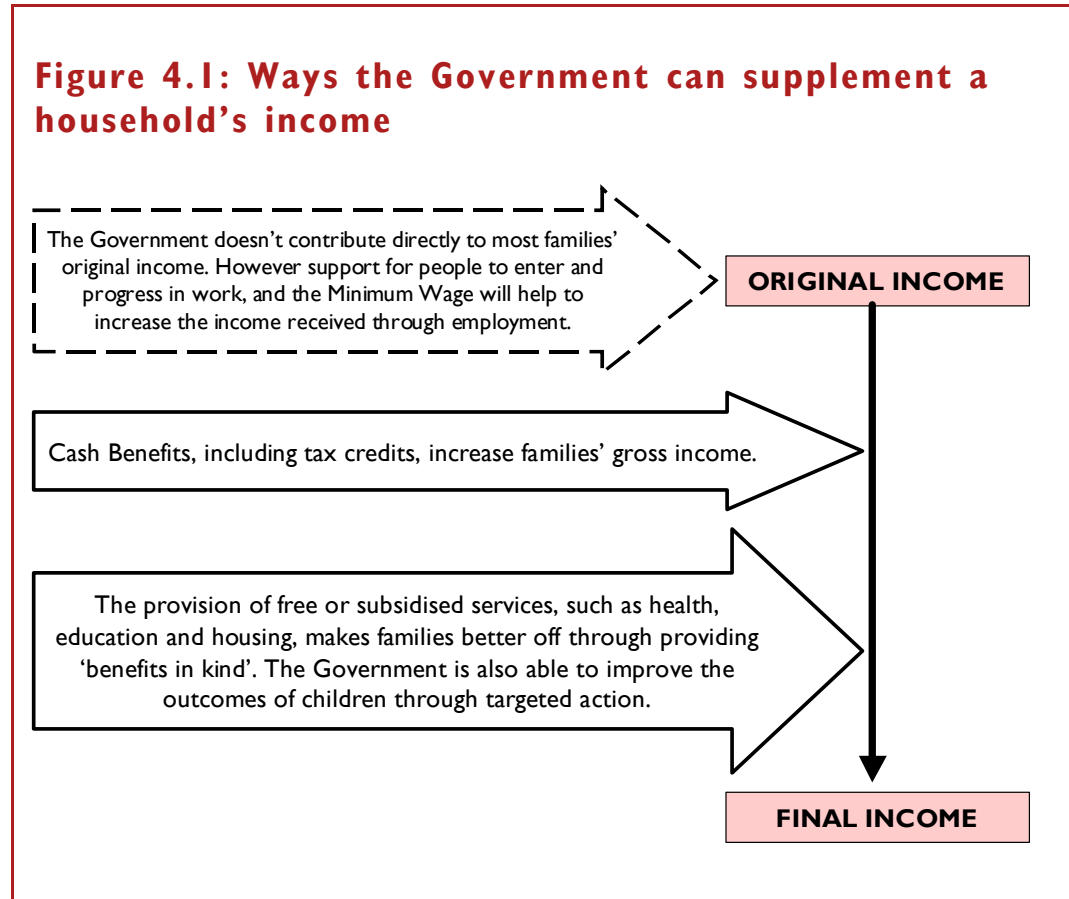 Figure 4.1: Ways the Government can supplement a
household’s income
The Government doesn’t contribute directly to most families’
original income. However support for people to enter and
progress in work, and the Minimum Wage will help to
increase the income received through employment.
ORIGINAL INCOME
Cash Benefits, including tax credits, increase families’ gross income.
The provision of free or subsidised services, such as health,
education and housing, makes families better off through providing
‘benefits in kind’. The Government is also able to improve the
outcomes of children through targeted action.
FINAL INCOME